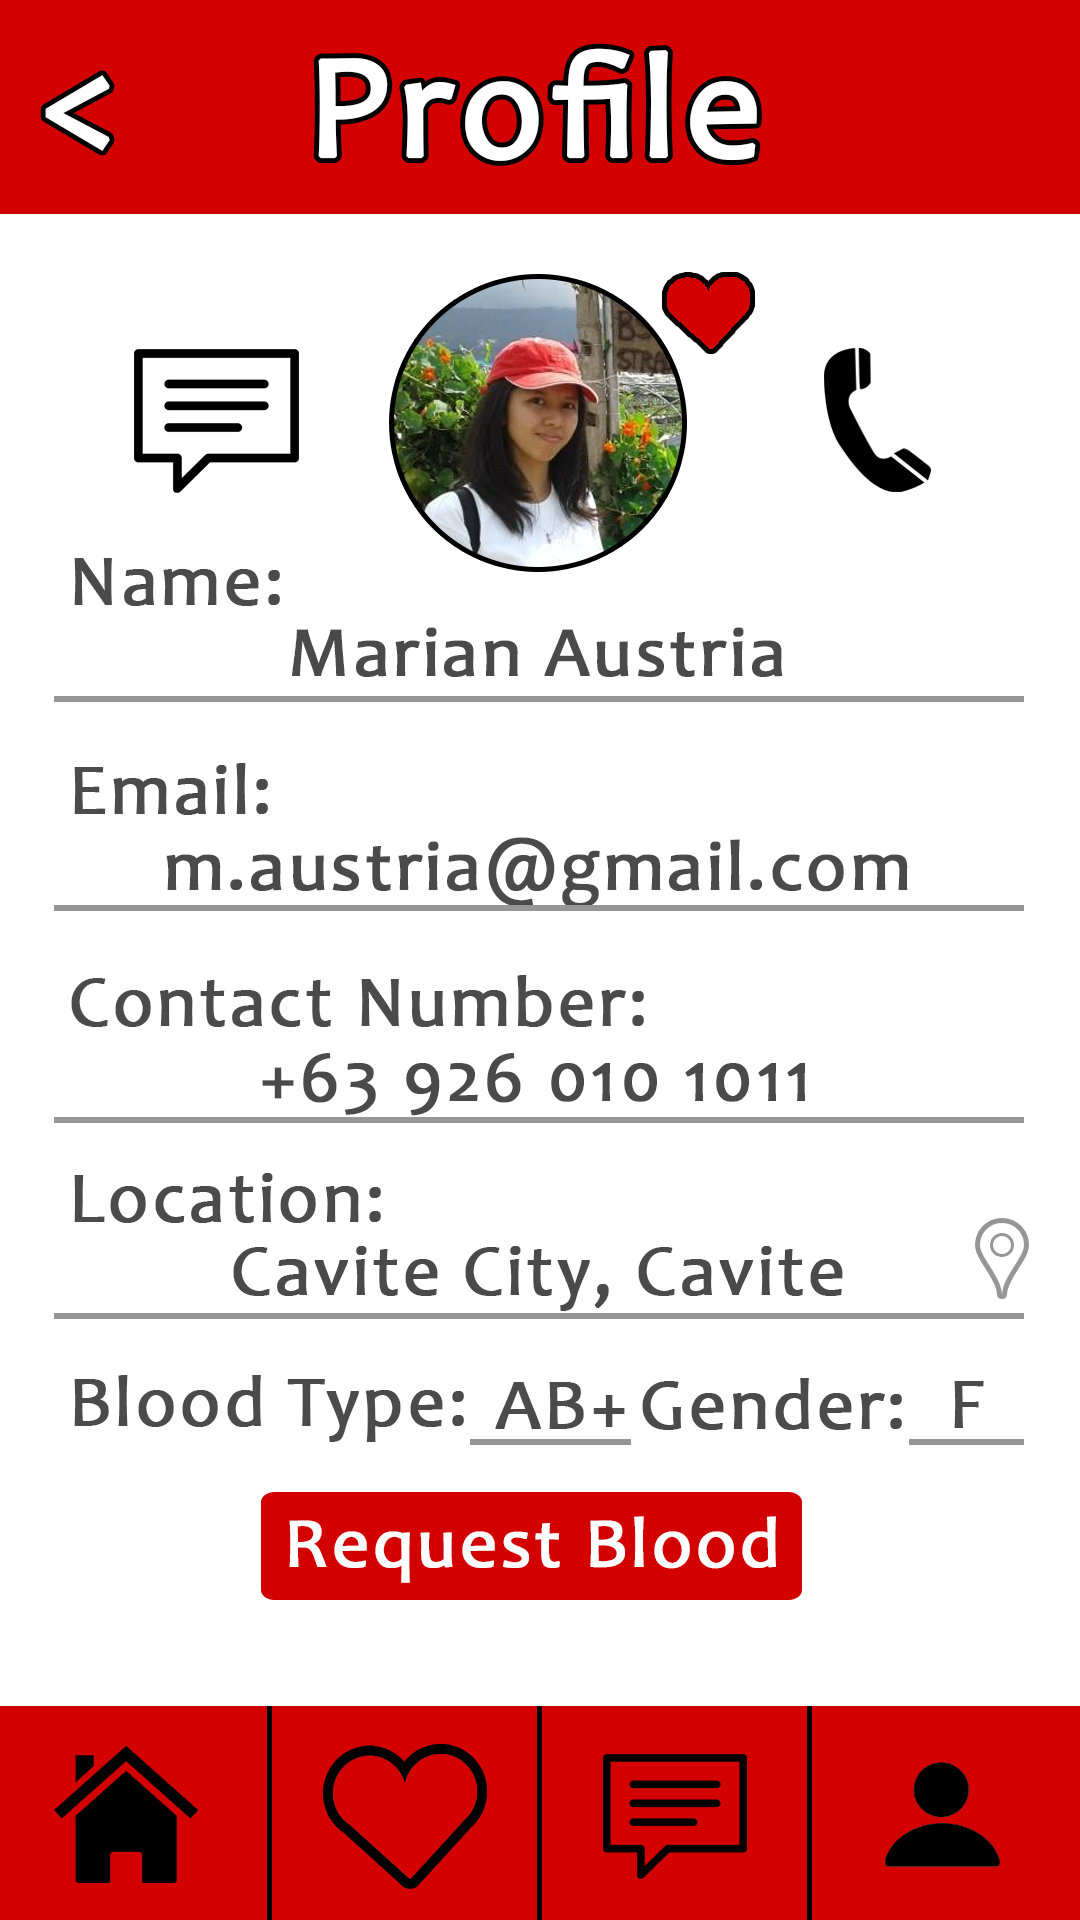 < Profile
Name:
Marian Austria
Email:
m.austria@gmail.com
Contact Number:
+63 926 010 1011
Location:
Cavite City, Cavite
Blood Type: AB+ Gender: F
Request Blood